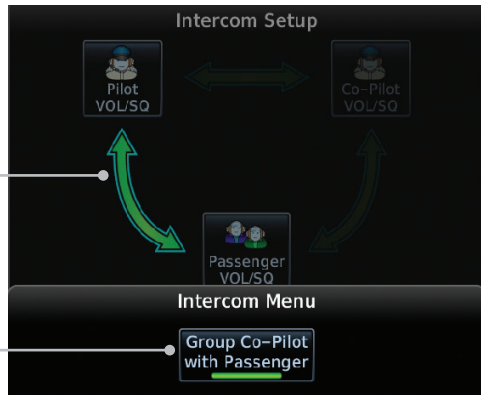 Intercom Setup
Pilot
VOL/SQ
Co-Pilot
VOL/SQ
Passenger
VOL/SQ
Intercom Menu
Group Co-Pilot
with Passenger